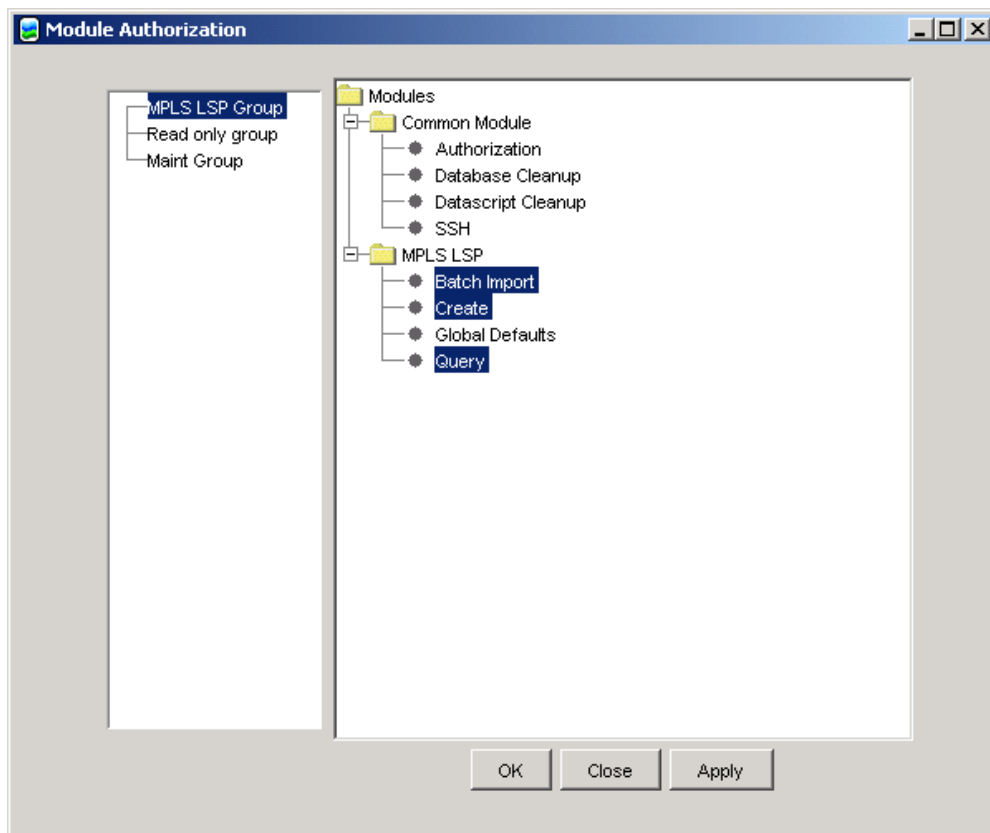 Module Authorization
MPLS LSP Group
Read only group
Maint Group
Modules
Common Module
Authorization
Database Cleanup
Datascript Cleanup
SSH
MPLS LSP
Batch Import
Create
Global Defaults
Query
OK
Close
Apply